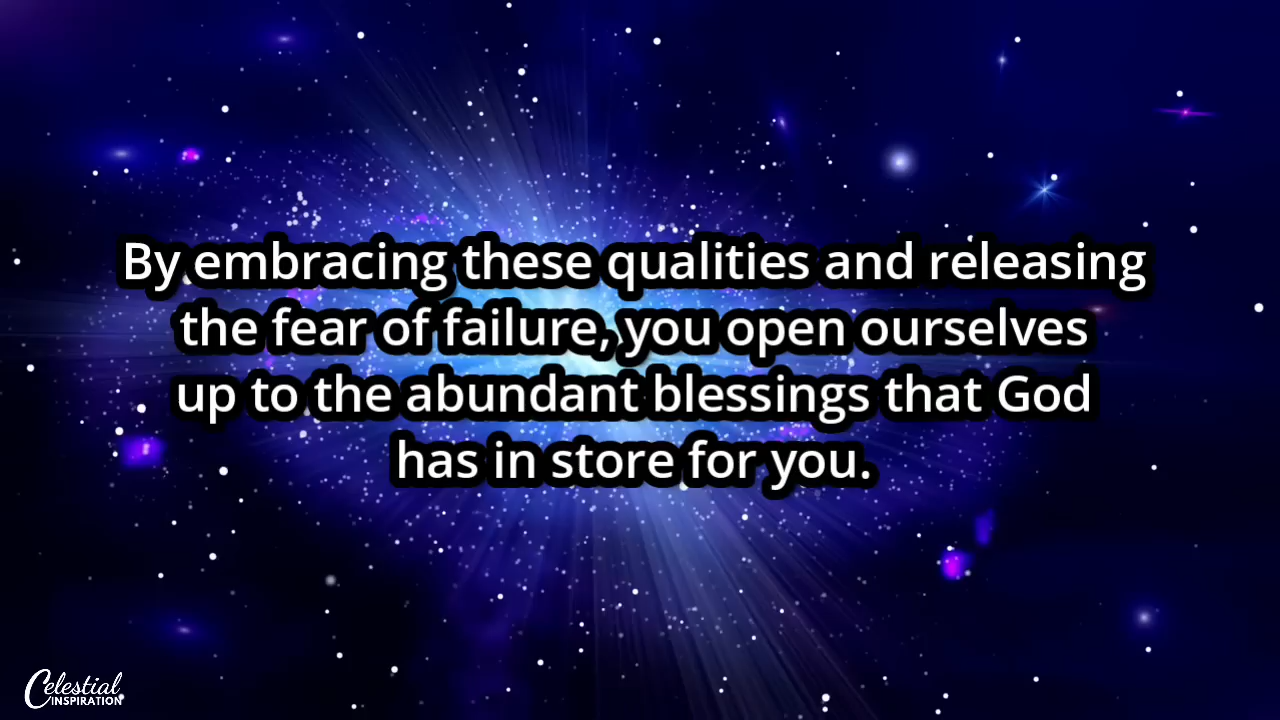 By embracing these qualities and releasing
the fear of failure, you open ourselves
up to the abundant blessings that God
has in store for you.
Celestial
INSPIRATION